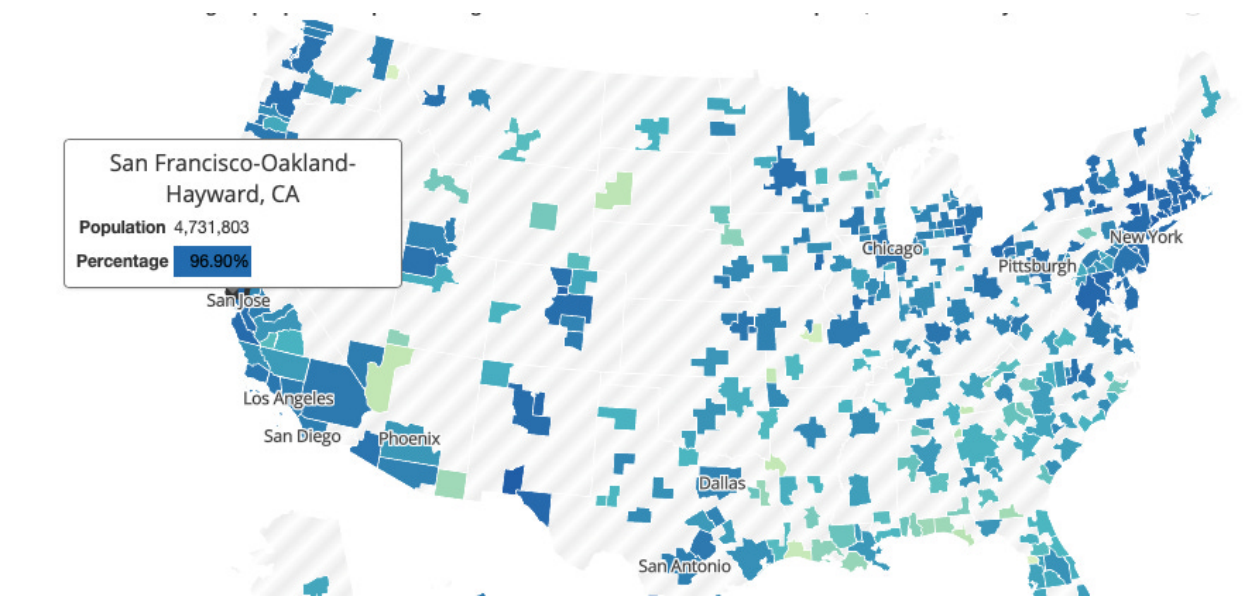 San Francisco-Oakland-
Hayward, CA
Population 4,731,803
Percentage 96.90%
San Jose
Los Angeles
San Diego
Phoenix
Chicago
Pittsburgh
New York
Dallas
San Antonio